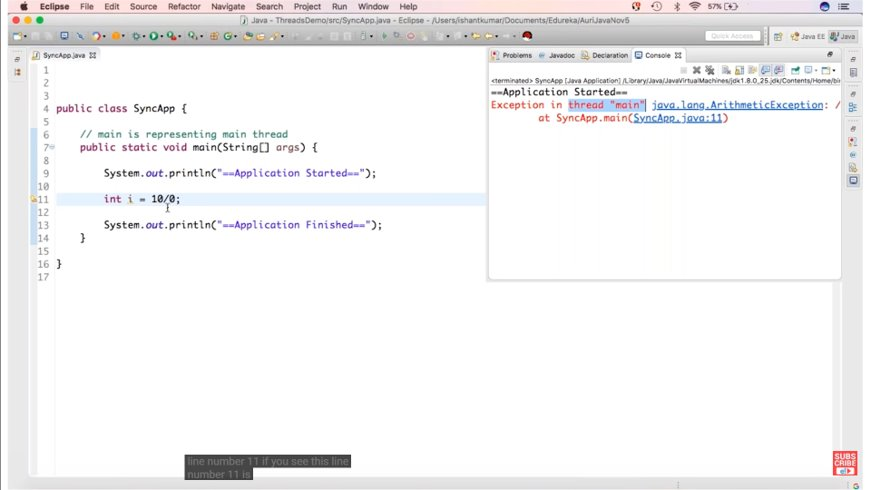 Eclipse File Edit Source Refactor Navigate Search Project Run Window Help 57%
Java - ThreadsDemo/src/SyncApp.java - Eclipse - /Users/ishantkumar/Documents/Edureka/AuriJavaNov5
Quick Access Java EE Java
SyncApp.java
1
2
3
4 public class SyncApp {
5
6 // main is representing main thread
7 public static void main(String[] args) {
8
9 System.out.println("==Application Started==");
10
11 int i = 10/0;
12
13 System.out.println("==Application Finished==");
14 }
15
16 }
17
Problems Javadoc Declaration Console
<terminated> SyncApp [Java Application] /Library/Java/JavaVirtualMachines/jdk1.8.0_25.jdk/Contents/Home/bin
==Application Started==
Exception in thread "main" java.lang.ArithmeticException: /
at SyncApp.main(SyncApp.java:11)
line number 11 if you see this line
number 11 is
SUBS
CRIBE